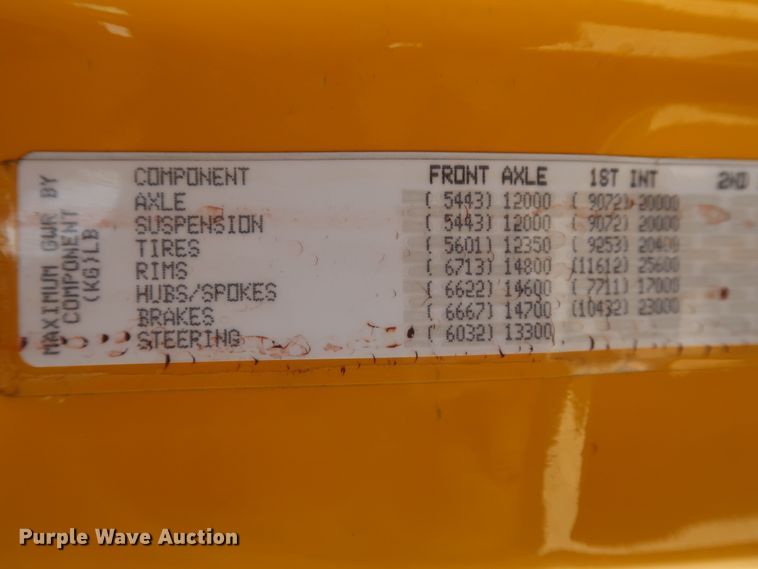 MAXIMUM GWR BY
COMPONENT
(KG)LB
COMPONENT FRONT AXLE 1ST INT 2ND
AXLE ( 5443) 12000 ( 9072) 20000
SUSPENSION ( 5443) 12000 ( 9072) 20000
TIRES ( 5601) 12350 ( 9253) 20400
RIMS ( 6713) 14800 (11612) 25600
HUBS/SPOKES ( 6622) 14600 ( 7711) 17000
BRAKES ( 6667) 14700 (10432) 23000
STEERING ( 6032) 13300
Purple Wave Auction